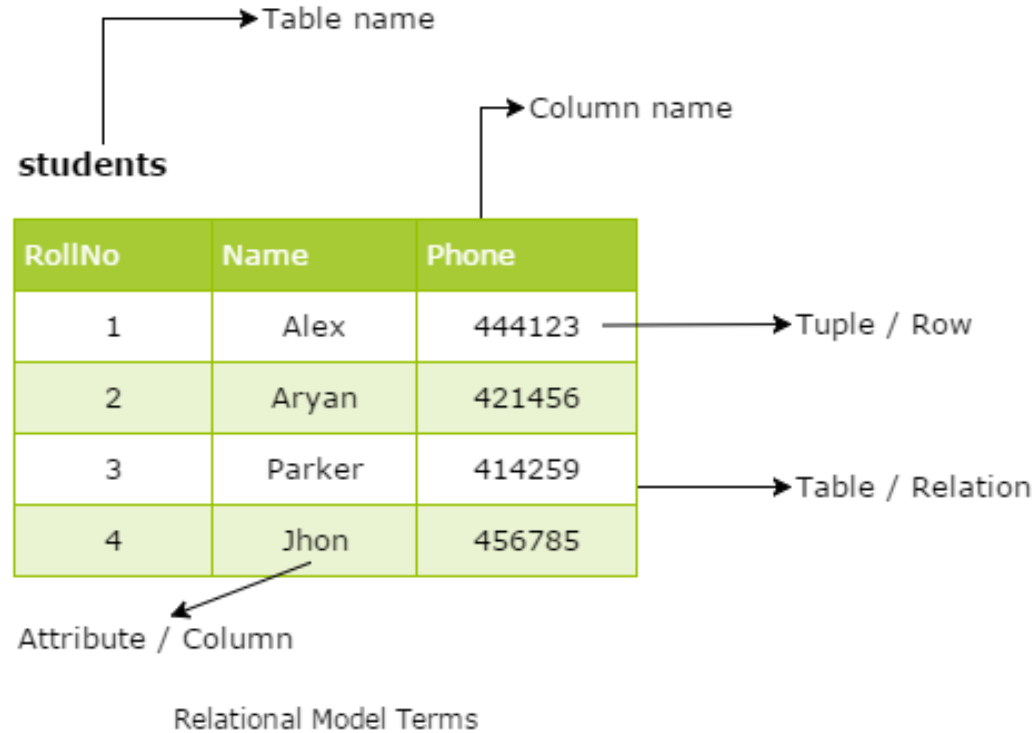 Table name
Column name
students
RollNo Name Phone
1 Alex 444123
Tuple / Row
2 Aryan 421456
3 Parker 414259
Table / Relation
4 Jhon 456785
Attribute / Column
Relational Model Terms